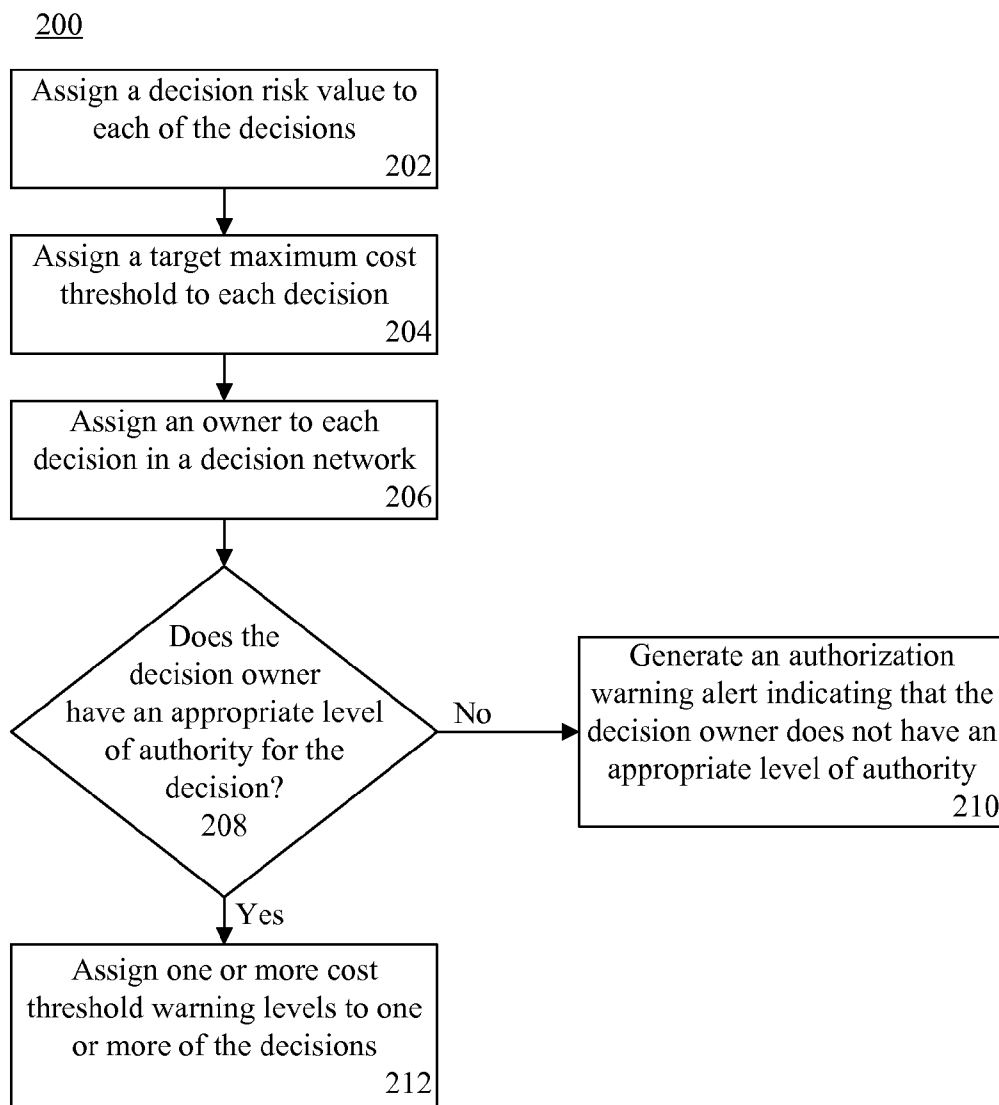 200
Assign a decision risk value to
each of the decisions
202
Assign a target maximum cost
threshold to each decision
204
Assign an owner to each
decision in a decision network
206
Does the
decision owner
have an appropriate level
of authority for the
decision?
208
No
Generate an authorization
warning alert indicating that the
decision owner does not have an
appropriate level of authority
210
Yes
Assign one or more cost
threshold warning levels to one
or more of the decisions
212